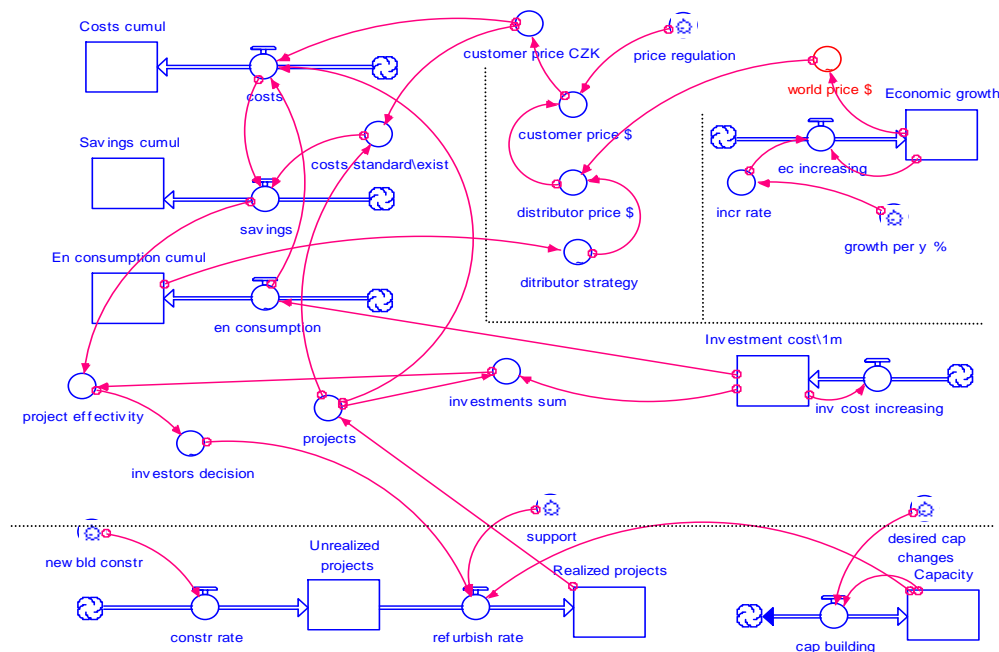 Costs cumul
customer price CZK
price regulation
world price $
Economic growth
costs
customer price $
Savings cumul
costs standard\exist
ec increasing
incr rate
distributor price $
savings
growth per y %
En consumption cumul
ditributor strategy
en consumption
Investment cost\1m
project effectivity
investments sum
inv cost increasing
projects
investors decision
support
desired cap
changes
new bld constr
Unrealized
projects
Realized projects
Capacity
constr rate
refurbish rate
cap building